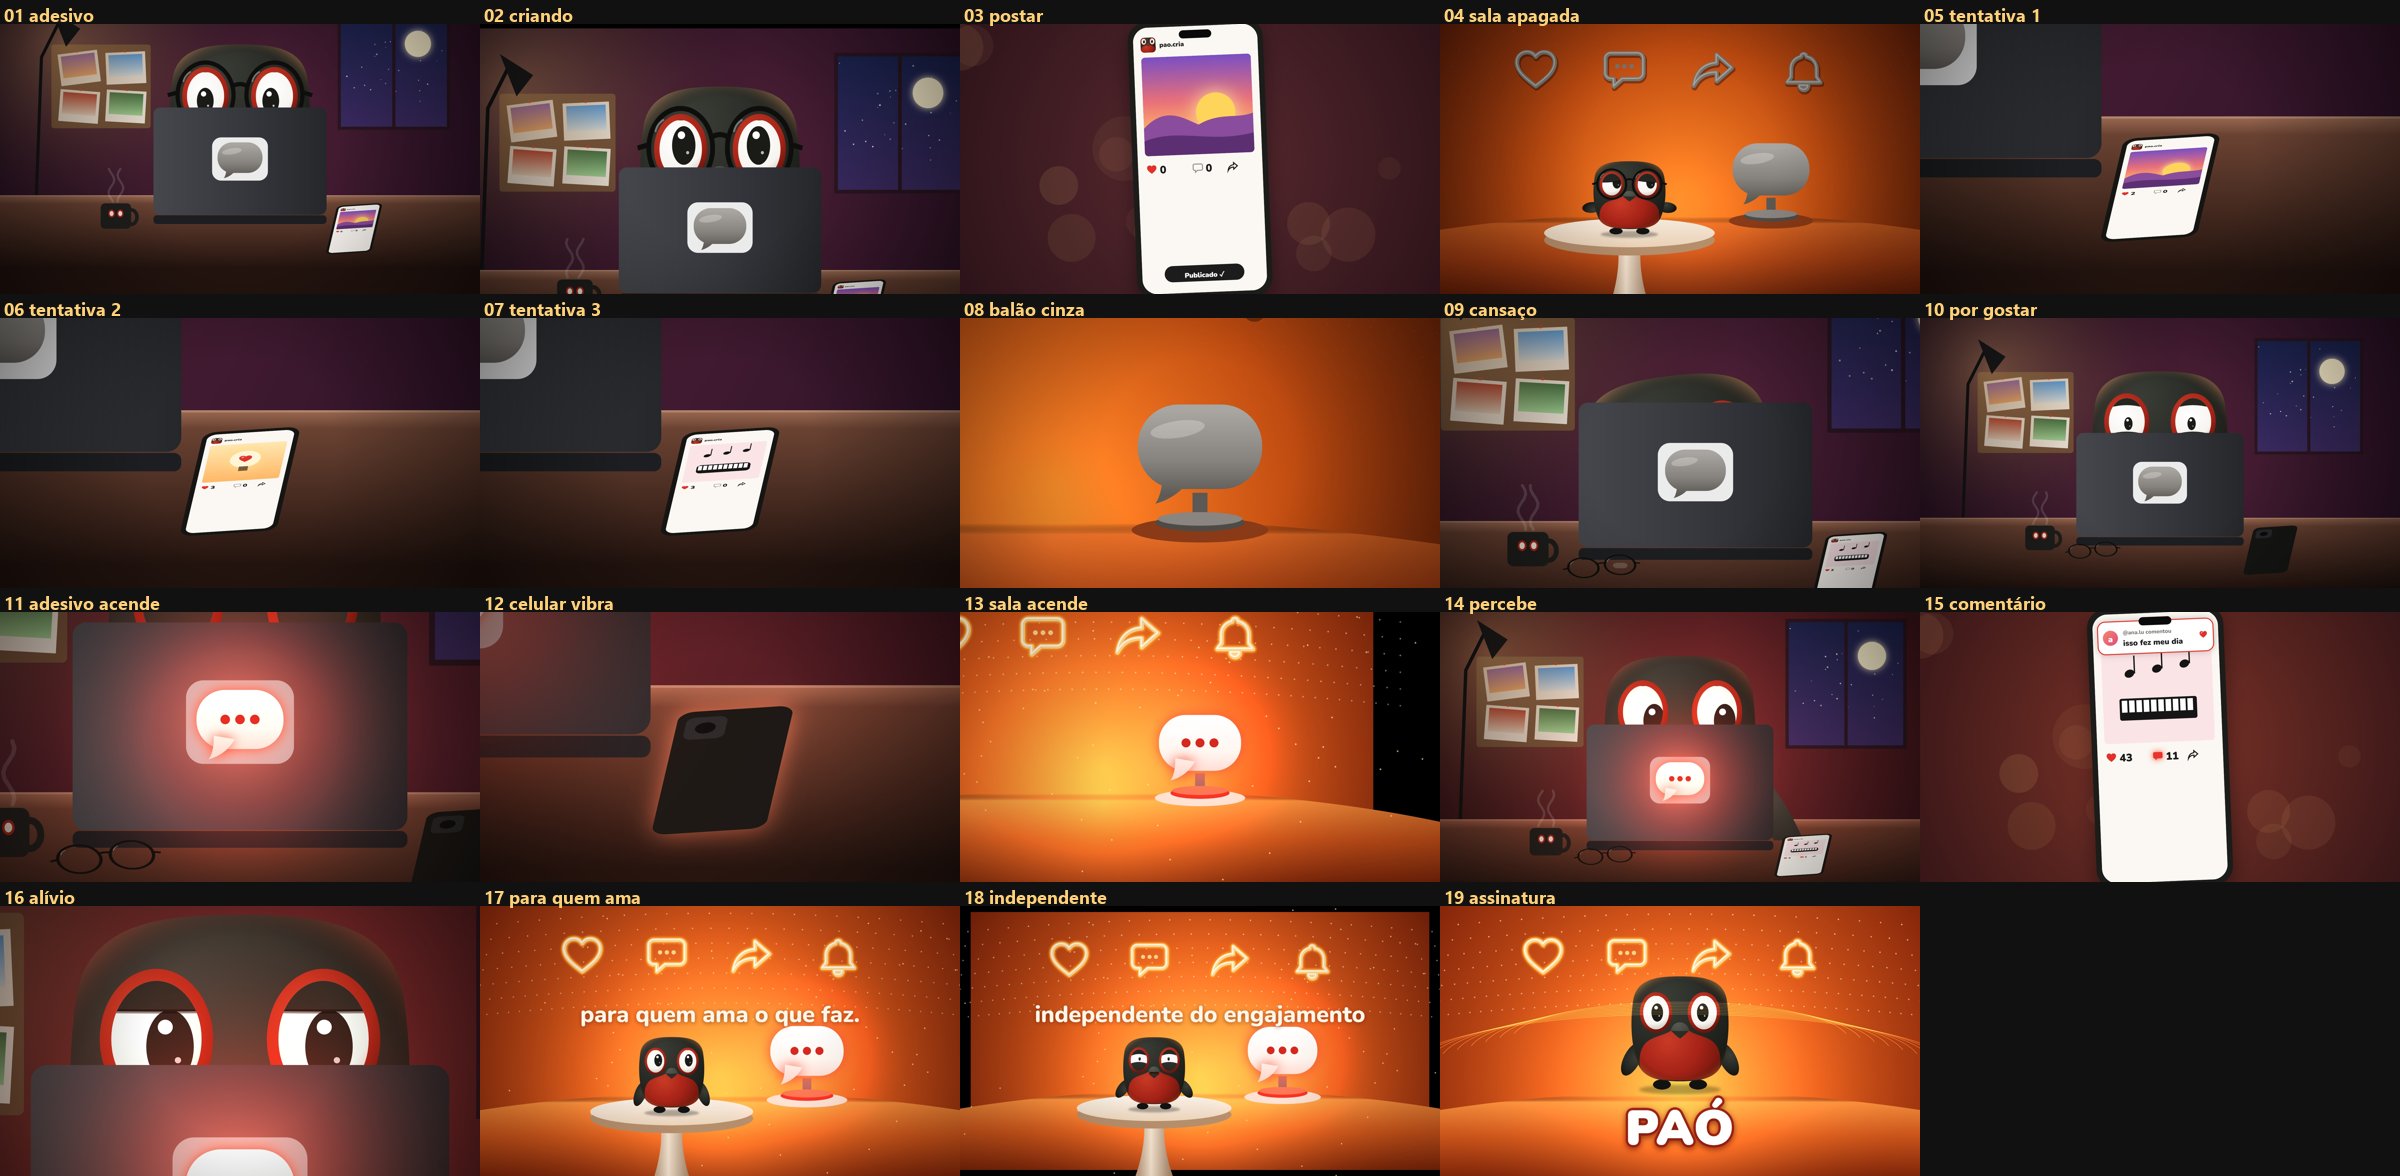 01 adesivo
02 criando
03 postar
04 sala apagada
05 tentativa 1
pao.cria
0
0
Publicado ✓
06 tentativa 2
07 tentativa 3
08 balão cinza
09 cansaço
10 por gostar
11 adesivo acende
12 celular vibra
13 sala acende
14 percebe
15 comentário
@ana.lu comentou
a
isso fez meu dia
43
11
16 alívio
17 para quem ama
18 independente
19 assinatura
para quem ama o que faz.
independente do engajamento
PAÓ